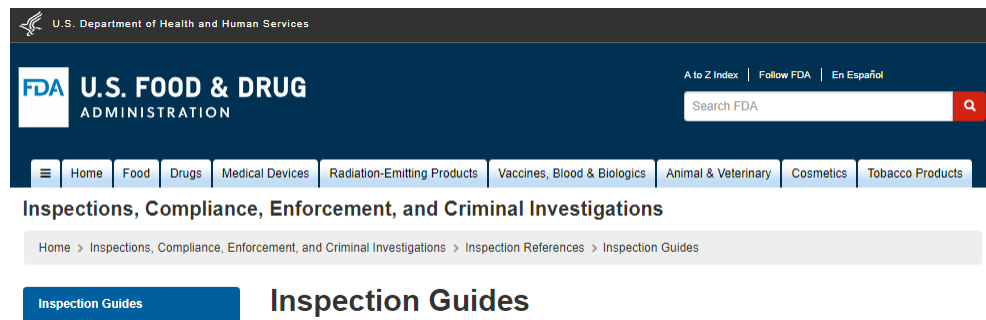 U.S. Department of Health and Human Services
FDA
U.S. FOOD & DRUG
ADMINISTRATION
A to Z Index | Follow FDA | En Español
Search FDA
Home Food Drugs Medical Devices Radiation-Emitting Products Vaccines, Blood & Biologics Animal & Veterinary Cosmetics Tobacco Products
Inspections, Compliance, Enforcement, and Criminal Investigations
Home > Inspections, Compliance, Enforcement, and Criminal Investigations > Inspection References > Inspection Guides
Inspection Guides
Inspection Guides